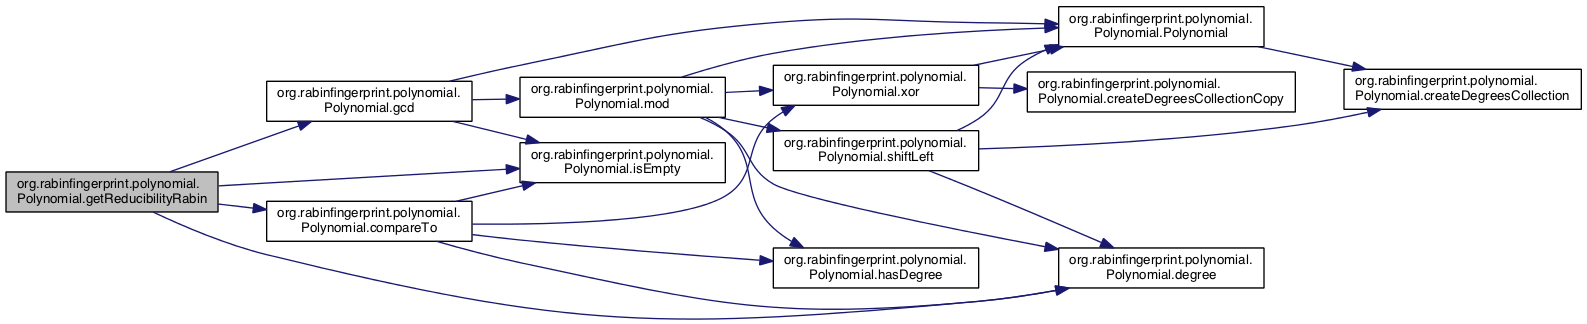 org.rabinfingerprint.polynomial.
Polynomial.getReducibilityRabin
org.rabinfingerprint.polynomial.
Polynomial.gcd
org.rabinfingerprint.polynomial.
Polynomial.compareTo
org.rabinfingerprint.polynomial.
Polynomial.mod
org.rabinfingerprint.polynomial.
Polynomial.isEmpty
org.rabinfingerprint.polynomial.
Polynomial.xor
org.rabinfingerprint.polynomial.
Polynomial.shiftLeft
org.rabinfingerprint.polynomial.
Polynomial.hasDegree
org.rabinfingerprint.polynomial.
Polynomial.Polynomial
org.rabinfingerprint.polynomial.
Polynomial.createDegreesCollectionCopy
org.rabinfingerprint.polynomial.
Polynomial.degree
org.rabinfingerprint.polynomial.
Polynomial.createDegreesCollection